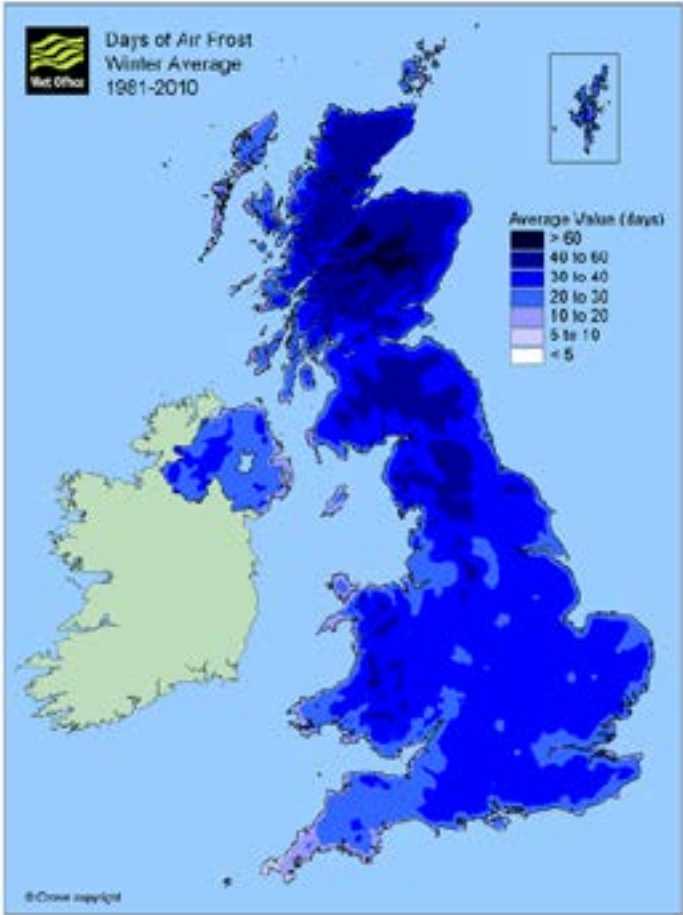 Met Office
Days of Air Frost
Winter Average
1981-2010
Average Value (days)
> 60
40 to 60
30 to 40
20 to 30
10 to 20
5 to 10
< 5
© Crown copyright